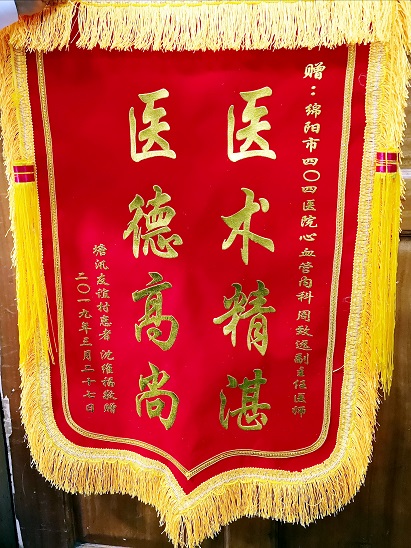 赠：绵阳市四〇四医院心血管内科 周致远副主任医师
医术精湛
医德高尚
塘汛友谊村患者 沈维福敬赠
二〇一九年三月二十七日